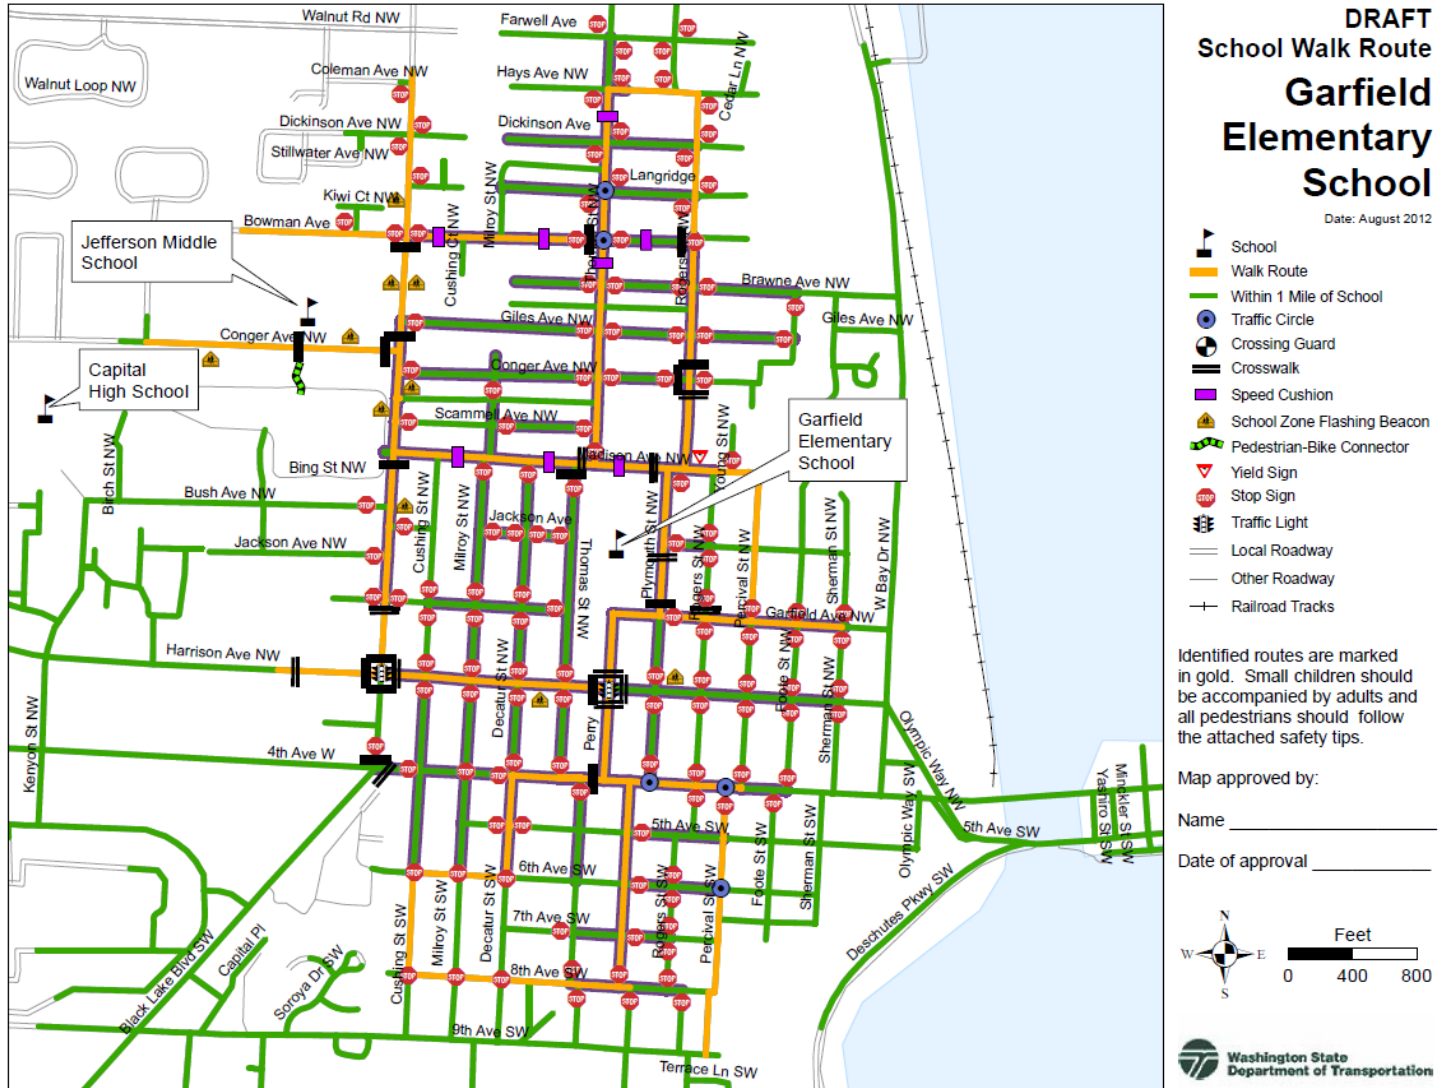 DRAFT
School Walk Route
Garfield
Elementary
School
Date: August 2012
School
Walk Route
Within 1 Mile of School
Traffic Circle
Crossing Guard
Crosswalk
Speed Cushion
School Zone Flashing Beacon
Pedestrian-Bike Connector
Yield Sign
Stop Sign
Traffic Light
Local Roadway
Other Roadway
Railroad Tracks
Identified routes are marked
in gold. Small children should
be accompanied by adults and
all pedestrians should follow
the attached safety tips.
Map approved by:
Name
Date of approval
N
W E
S
Feet
0 400 800
Washington State
Department of Transportation
Walnut Rd NW
Farwell Ave
Walnut Loop NW
Coleman Ave NW
Hays Ave NW
Cedar Ln NW
Dickinson Ave NW
Dickinson Ave
Stillwater Ave NW
Milroy St NW
Langridge
Kiwi Ct NW
Bowman Ave
Jefferson Middle
School
Cushing Ct NW
Brawne Ave NW
Giles Ave NW
Giles Ave NW
Conger Ave NW
Conger Ave NW
Capital
High School
Scammell Ave NW
Garfield
Elementary
School
Madison Ave NW
Young St NW
Birch St NW
Bing St NW
Bush Ave NW
Jackson Ave NW
Jackson Ave
Cushing St NW
Milroy St NW
Thomas St NW
Plymouth St NW
Rogers St NW
Percival St NW
Sherman St NW
W Bay Dr NW
Garfield Ave NW
Harrison Ave NW
Decatur St NW
Perry
Foote St NW
Sherman St NW
Kenyon St NW
4th Ave W
Olympic Way NW
Olympic Way SW
Yashiro St SW
Minckler St SW
5th Ave SW
5th Ave SW
6th Ave SW
7th Ave SW
8th Ave SW
9th Ave SW
Cushing St SW
Milroy St SW
Decatur St SW
Rogers St SW
Percival St SW
Foote St SW
Sherman St SW
Deschutes Pkwy SW
Black Lake Blvd SW
Capital Pl
Soroya Dr SW
Terrace Ln SW